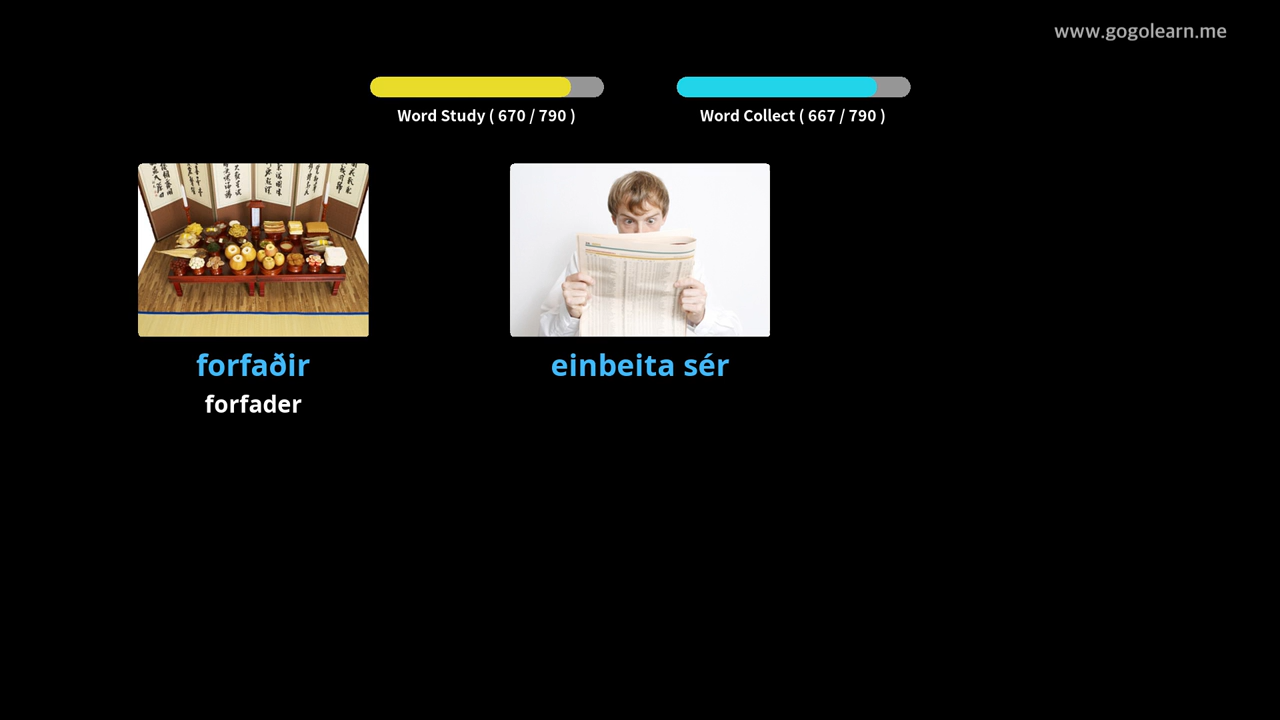 www.gogolearn.me
Word Study ( 670 / 790 )
Word Collect ( 667 / 790 )
forfaðir
forfader
einbeita sér